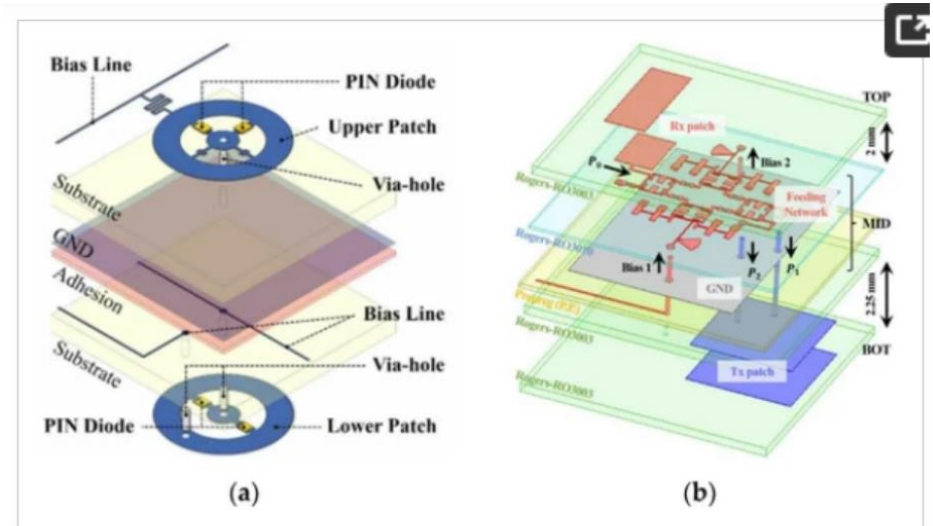 Bias Line
PIN Diode
Upper Patch
Via-hole
Substrate
GND
Adhesion
Bias Line
Substrate
Via-hole
PIN Diode
Lower Patch
(a)
TOP
Rx patch
2 mm
P₀
Bias 2
Rogers-RO3003
Feeding
Network
MID
Bias 1
P₂
P₁
GND
2.25 mm
Rogers-RO3003
BOT
Tx patch
Rogers-RO3003
(b)